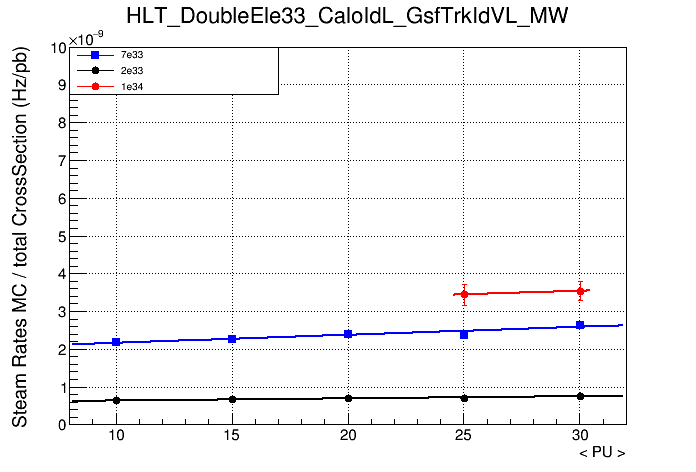 HLT_DoubleEle33_CaloIdL_GsfTrkIdVL_MW
×10⁻⁹
Steam Rates MC / total CrossSection (Hz/pb)
7e33
2e33
1e34
10
9
8
7
6
5
4
3
2
1
0
10 15 20 25 30
< PU >